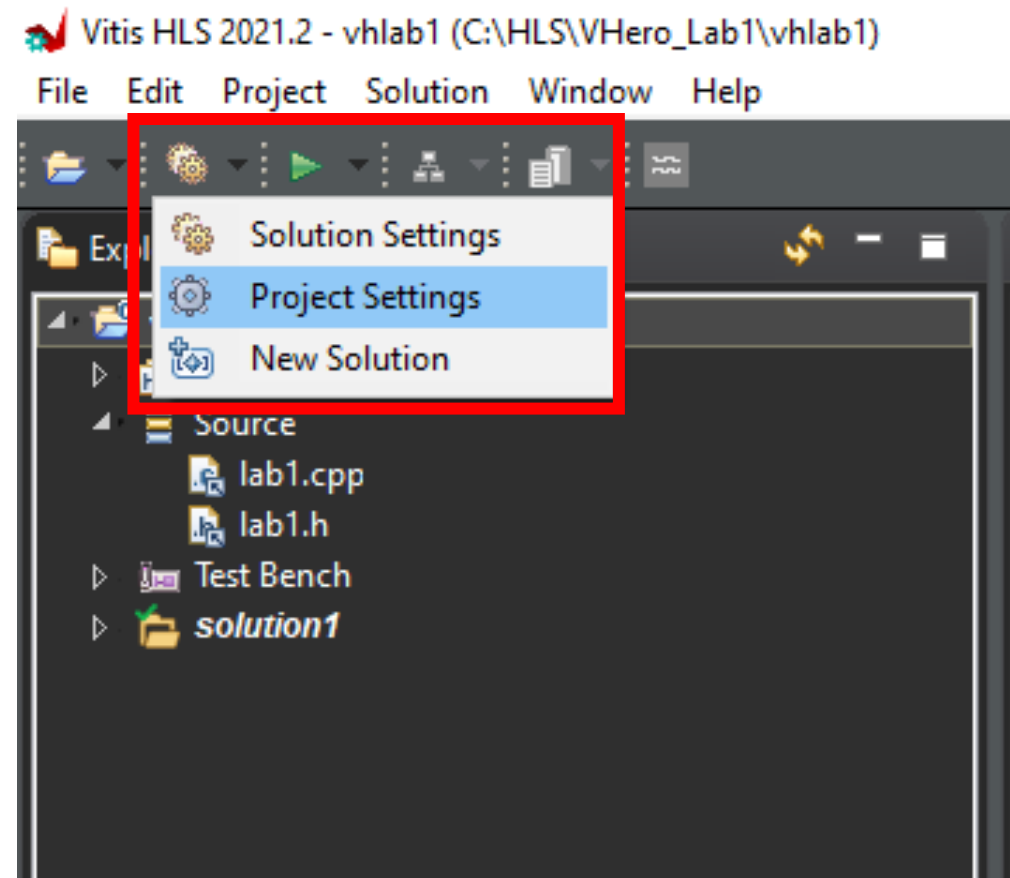 Vitis HLS 2021.2 - vhlab1 (C:\HLS\VHero_Lab1\vhlab1)
File Edit Project Solution Window Help
Solution Settings
Expl
Project Settings
New Solution
Source
lab1.cpp
lab1.h
Test Bench
solution1